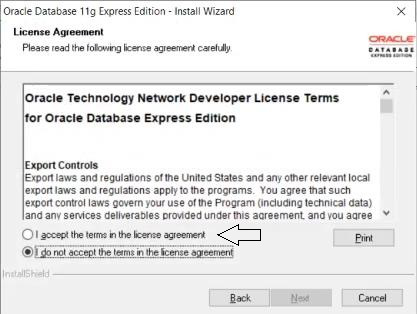 Oracle Database 11g Express Edition - Install Wizard
License Agreement
Please read the following license agreement carefully.
ORACLE
DATABASE
EXPRESS EDITION
Oracle Technology Network Developer License Terms
for Oracle Database Express Edition
Export Controls
Export laws and regulations of the United States and any other relevant local
export laws and regulations apply to the programs. You agree that such
export control laws govern your use of the Program (including technical data)
and any services deliverables provided under this agreement, and you agree
I accept the terms in the license agreement
I do not accept the terms in the license agreement
Print
InstallShield
Back
Next
Cancel